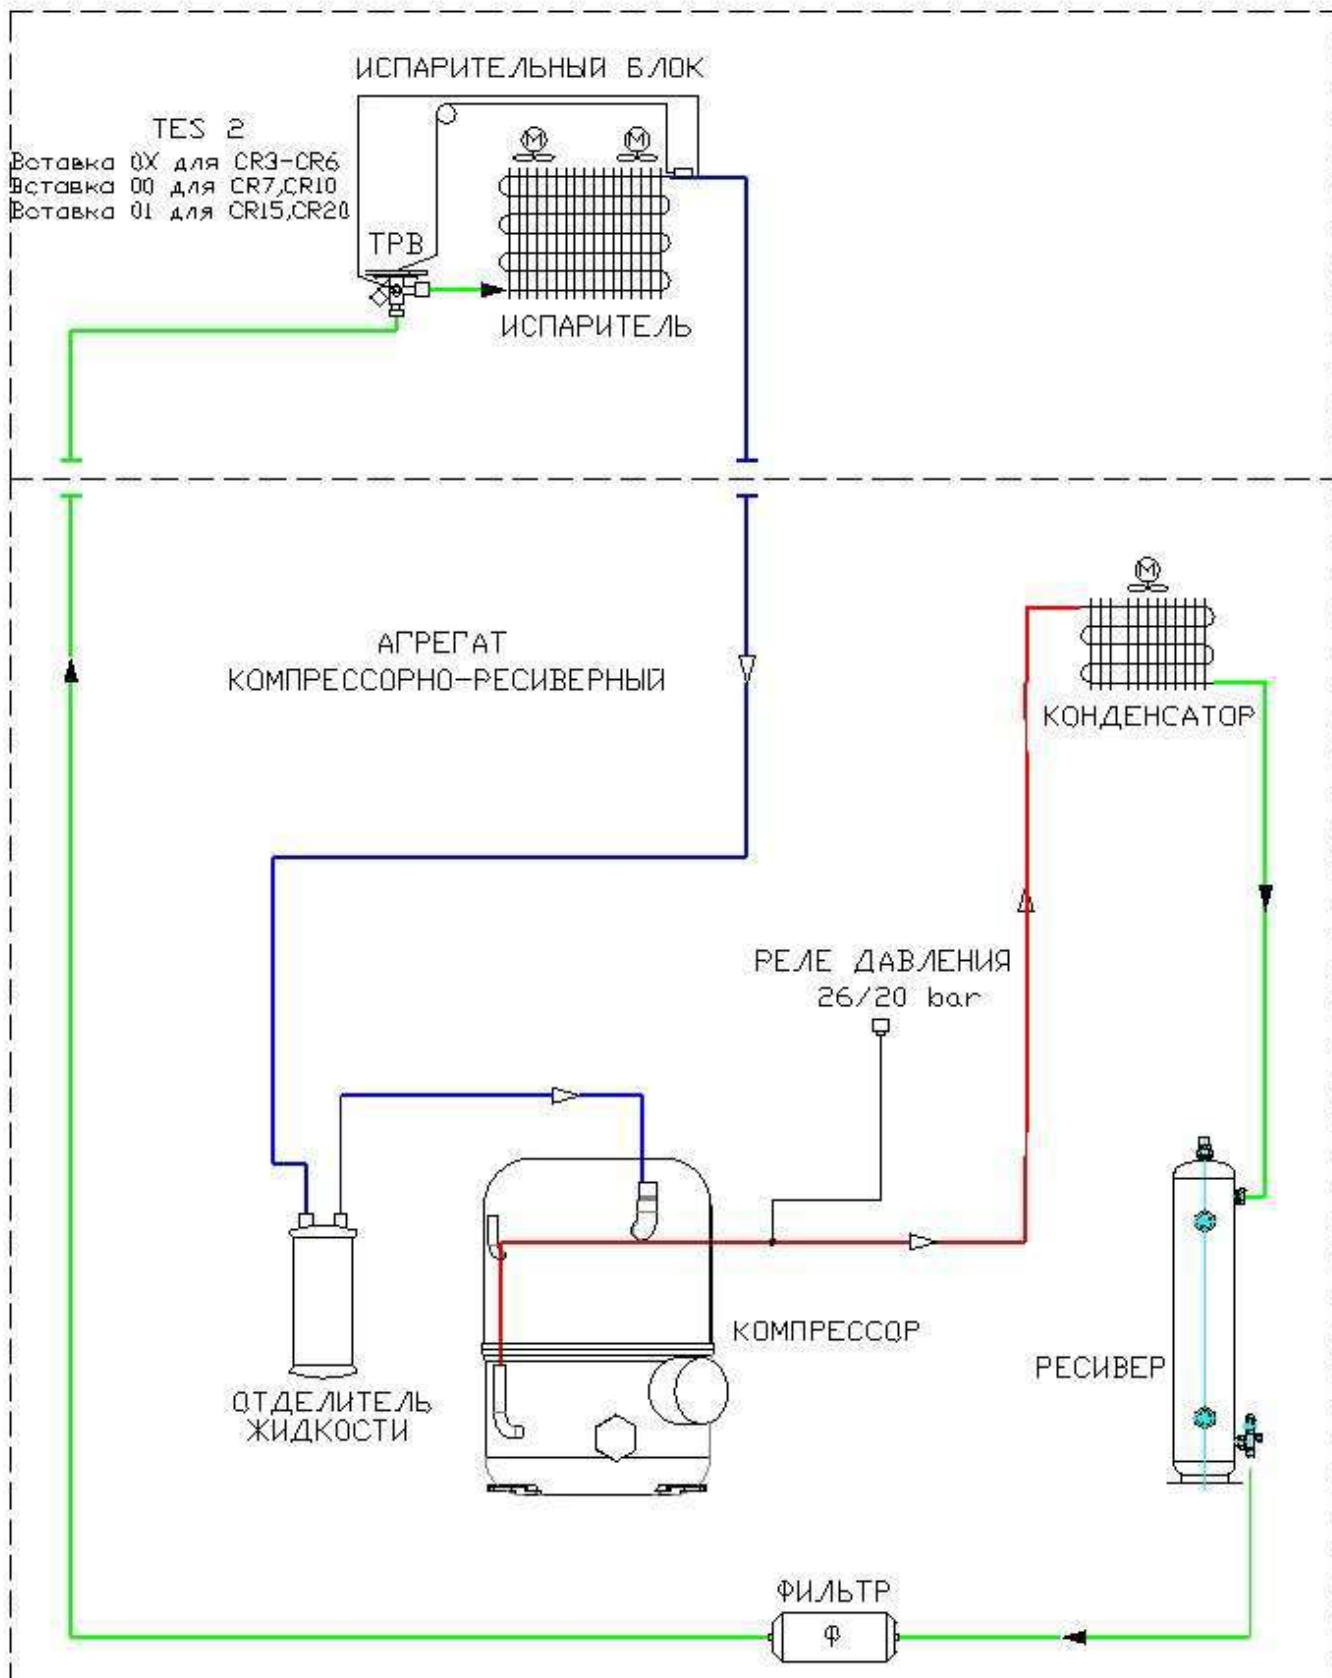 ИСПАРИТЕЛЬНЫЙ БЛОК
TES 2
Вставка 0X для CR3-CR6
Вставка 00 для CR7,CR10
Вставка 01 для CR15,CR20
М
М
ТРВ
ИСПАРИТЕЛЬ
М
АГРЕГАТ
КОМПРЕССОРНО-РЕСИВЕРНЫЙ
КОНДЕНСАТОР
РЕЛЕ ДАВЛЕНИЯ
26/20 bar
КОМПРЕССОР
РЕСИВЕР
ОТДЕЛИТЕЛЬ
ЖИДКОСТИ
ФИЛЬТР
Ф